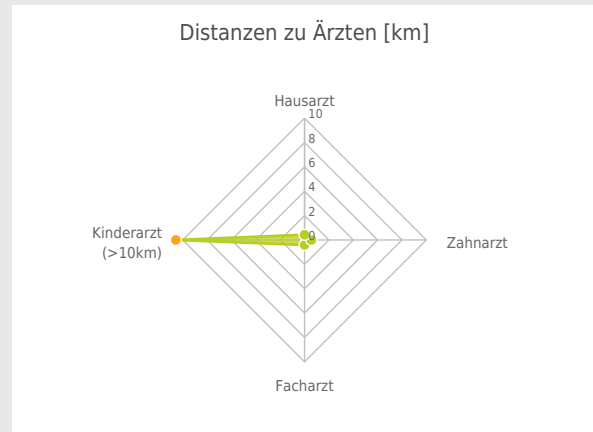 Distanzen zu Ärzten [km]
Hausarzt
10
8
6
4
2
0
Kinderarzt
(>10km)
Zahnarzt
Facharzt